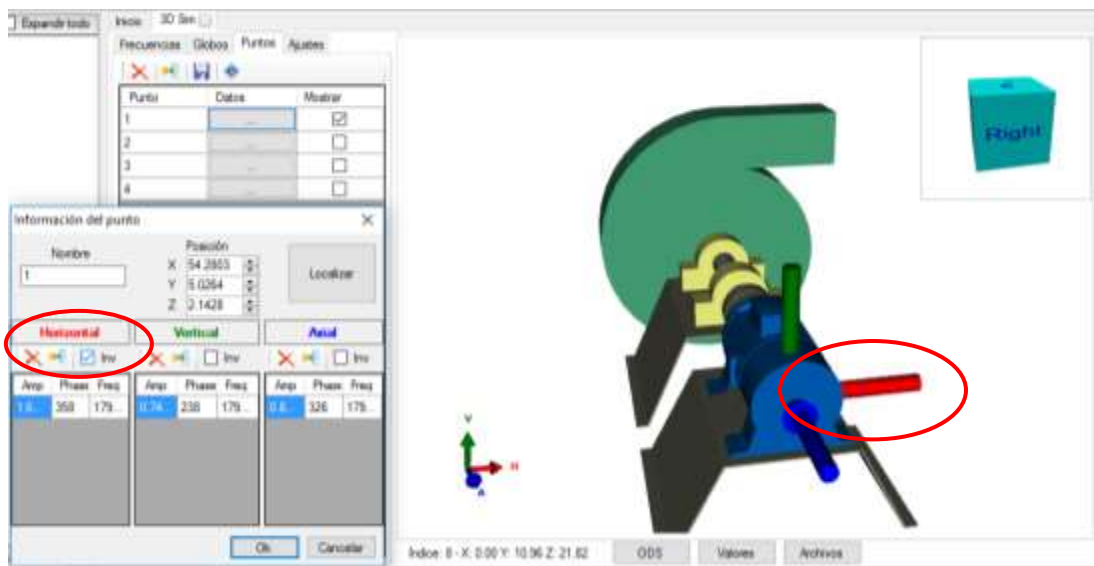 Expandir todo
Inicio 3D Sim
Frecuencias Globos Puntos Ajustes
Punto Datos Mostrar
1 ...
2 ...
3 ...
4 ...
Información del punto
Nombre
Posición
1
X 54.2803
Y 5.0264
Z 2.1428
Localizar
Horizontal Vertical Axial
Inv Inv Inv
Amp Phase Freq Amp Phase Freq Amp Phase Freq
358 179... 0.74... 238 179... 326 179...
Ok Cancelar
Right
V
H
A
Indice: 8 - X: 0.00 Y: 10.96 Z: 21.82 ODS Valores Archivos